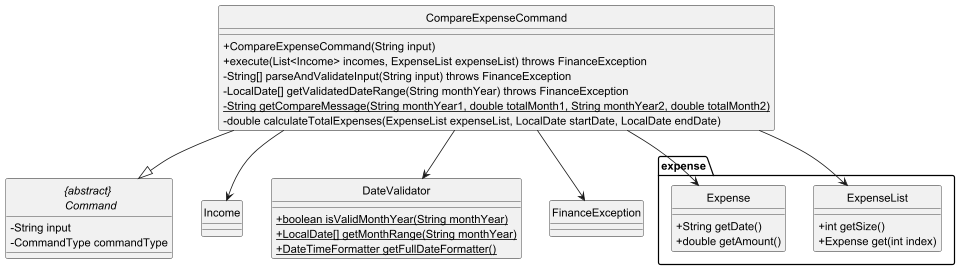 CompareExpenseCommand
+CompareExpenseCommand(String input)
+execute(List<Income> incomes, ExpenseList expenseList) throws FinanceException
-String[] parseAndValidateInput(String input) throws FinanceException
-LocalDate[] getValidatedDateRange(String monthYear) throws FinanceException
-String getCompareMessage(String monthYear1, double totalMonth1, String monthYear2, double totalMonth2)
-double calculateTotalExpenses(ExpenseList expenseList, LocalDate startDate, LocalDate endDate)
{abstract}
Command
-String input
-CommandType commandType
Income
DateValidator
+boolean isValidMonthYear(String monthYear)
+LocalDate[] getMonthRange(String monthYear)
+DateTimeFormatter getFullDateFormatter()
FinanceException
expense
Expense
+String getDate()
+double getAmount()
ExpenseList
+int getSize()
+Expense get(int index)